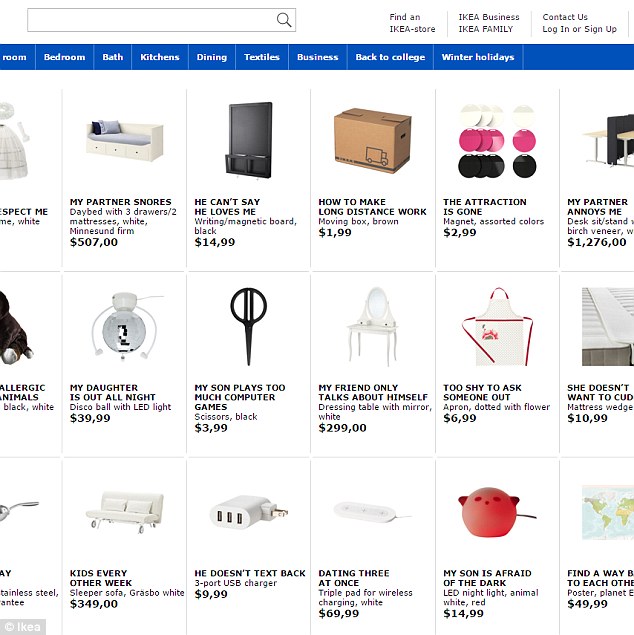 Find an
IKEA-store
IKEA Business
IKEA FAMILY
Contact Us
Log In or Sign Up
room
Bedroom
Bath
Kitchens
Dining
Textiles
Business
Back to college
Winter holidays
ESPECT ME
me, white
MY PARTNER SNORES
Daybed with 3 drawers/2
mattresses, white,
Minnesund firm
$507,00
HE CAN'T SAY
HE LOVES ME
Writing/magnetic board,
black
$14,99
HOW TO MAKE
LONG DISTANCE WORK
Moving box, brown
$1,99
THE ATTRACTION
IS GONE
Magnet, assorted colors
$2,99
MY PARTNER
ANNOYS ME
Desk sit/stand w
birch veneer, w
$1,276,00
ALLERGIC
ANIMALS
black, white
MY DAUGHTER
IS OUT ALL NIGHT
Disco ball with LED light
$39,99
MY SON PLAYS TOO
MUCH COMPUTER
GAMES
Scissors, black
$3,99
MY FRIEND ONLY
TALKS ABOUT HIMSELF
Dressing table with mirror,
white
$299,00
TOO SHY TO ASK
SOMEONE OUT
Apron, dotted with flower
$6,99
SHE DOESN'T
WANT TO CUD
Mattress wedge
$10,99
AY
tainless steel,
rantee
KIDS EVERY
OTHER WEEK
Sleeper sofa, Gräsbo white
$349,00
HE DOESN'T TEXT BACK
3-port USB charger
$9,99
DATING THREE
AT ONCE
Triple pad for wireless
charging, white
$69,99
MY SON IS AFRAID
OF THE DARK
LED night light, animal
white, red
$14,99
FIND A WAY B
TO EACH OTHE
Poster, planet E
$49,99
© Ikea